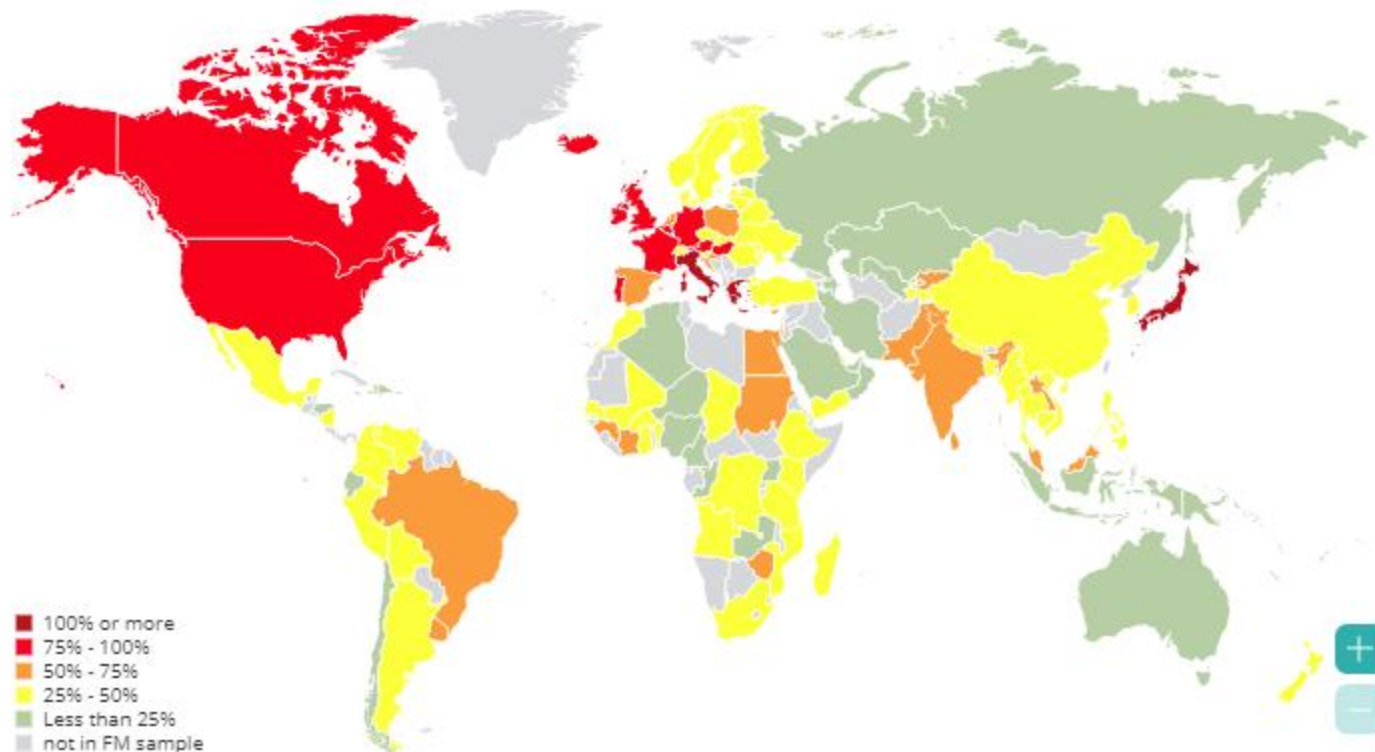 100% or more
75% - 100%
50% - 75%
25% - 50%
Less than 25%
not in FM sample
+
−